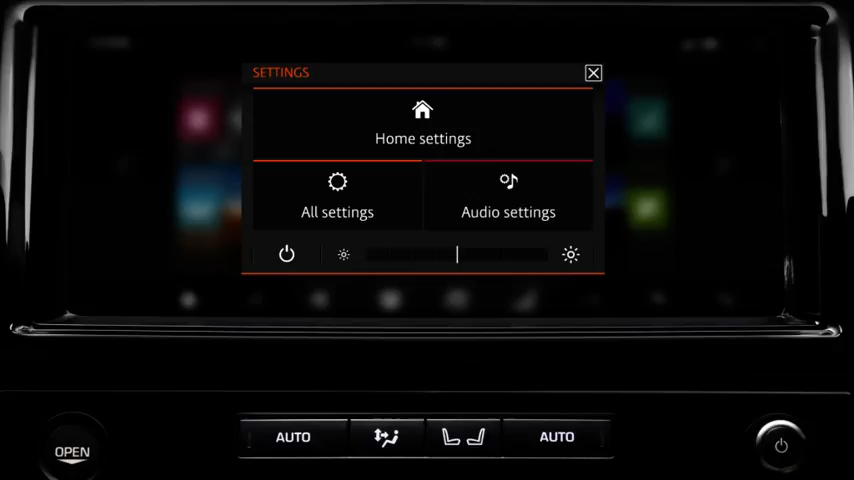 SETTINGS
Home settings
All settings
Audio settings
OPEN
AUTO
AUTO